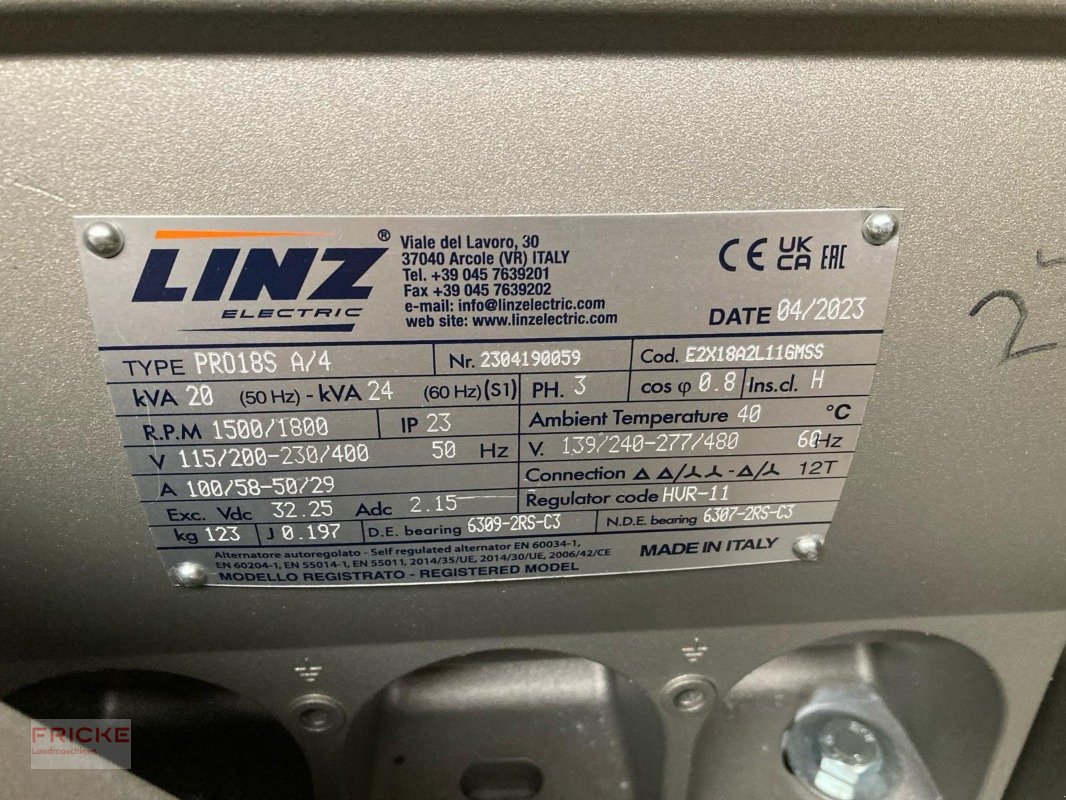 LINZ ®
ELECTRIC
Viale del Lavoro, 30
37040 Arcole (VR) ITALY
Tel. +39 045 7639201
Fax +39 045 7639202
e-mail: info@linzelectric.com
web site: www.linzelectric.com
CE UK CA EAC
DATE 04/2023
TYPE PRO18S A/4 Nr. 2304190059 Cod. E2X18A2L11GMSS
kVA 20 (50 Hz) - kVA 24 (60 Hz) (S1) PH. 3 cos φ 0.8 Ins.cl. H
R.P.M 1500/1800 IP 23 Ambient Temperature 40 °C
V 115/200-230/400 50 Hz V. 139/240-277/480 60Hz
A 100/58-50/29 Connection Δ Δ/⅄ ⅄ - Δ/⅄ 12T
Exc. Vdc 32.25 Adc 2.15 Regulator code HVR-11
kg 123 J 0.197 D.E. bearing 6309-2RS-C3 N.D.E. bearing 6307-2RS-C3
Alternatore autoregolato - Self regulated alternator EN 60034-1,
EN 60204-1, EN 55014-1, EN 55011, 2014/35/UE, 2014/30/UE, 2006/42/CE
MODELLO REGISTRATO - REGISTERED MODEL
MADE IN ITALY
2
FRICKE
Landmaschinen